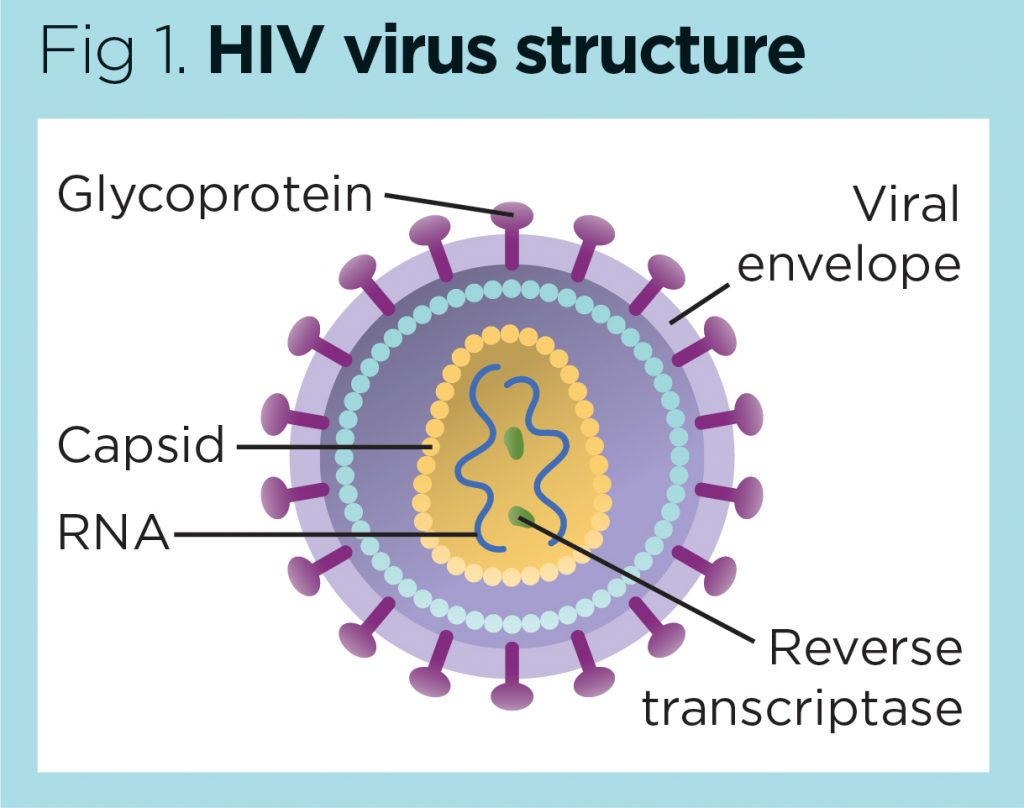 Fig 1. HIV virus structure
Glycoprotein
Viral
envelope
Capsid
RNA
Reverse
transcriptase